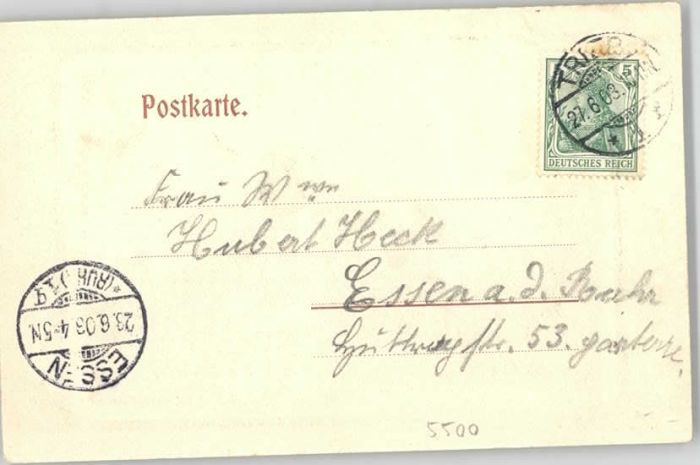 Postkarte.
5
27.6.03.
DEUTSCHES REICH
Frau Wwe
Hubert Heck
Essen a. d. Ruhr
53. parterre.
*(RUHR)1g
23.6.03 4-5N
ESSEN
5500